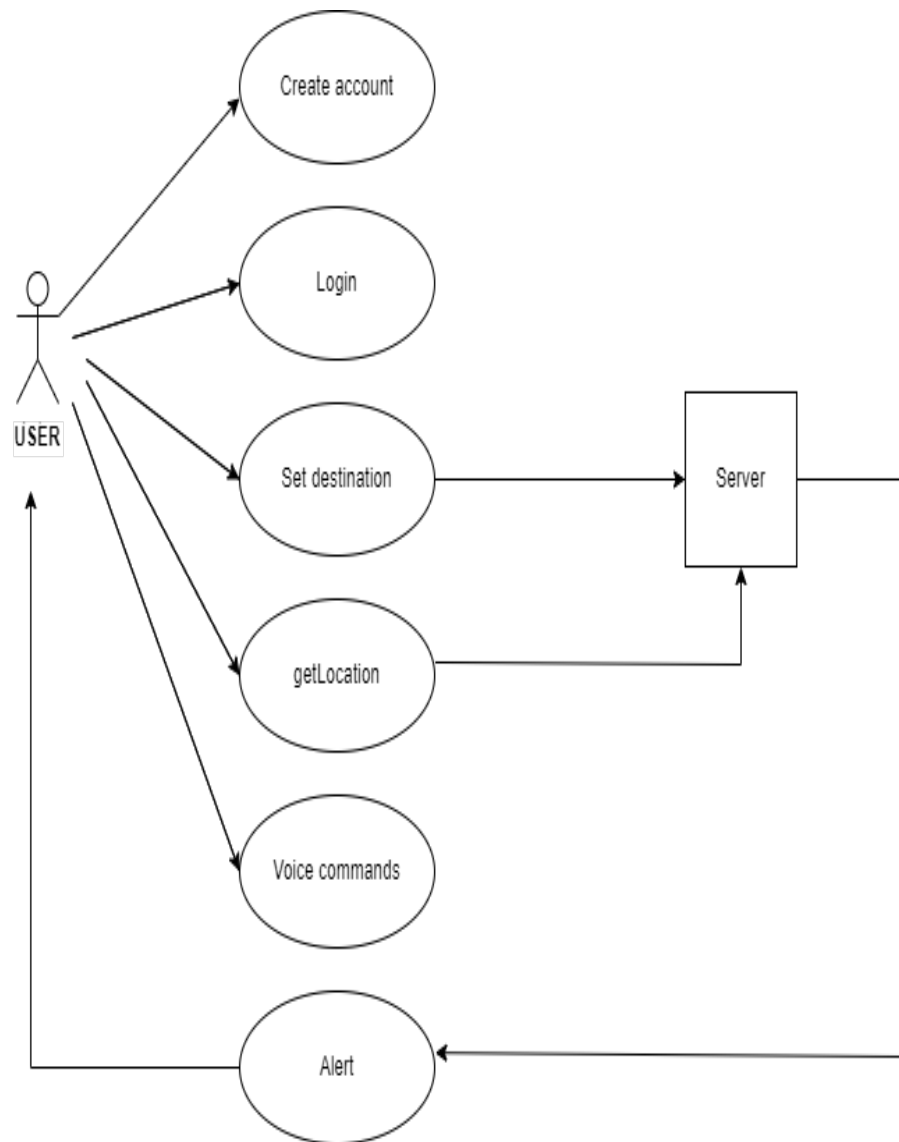 Create account
Login
USER
Set destination
Server
getLocation
Voice commands
Alert